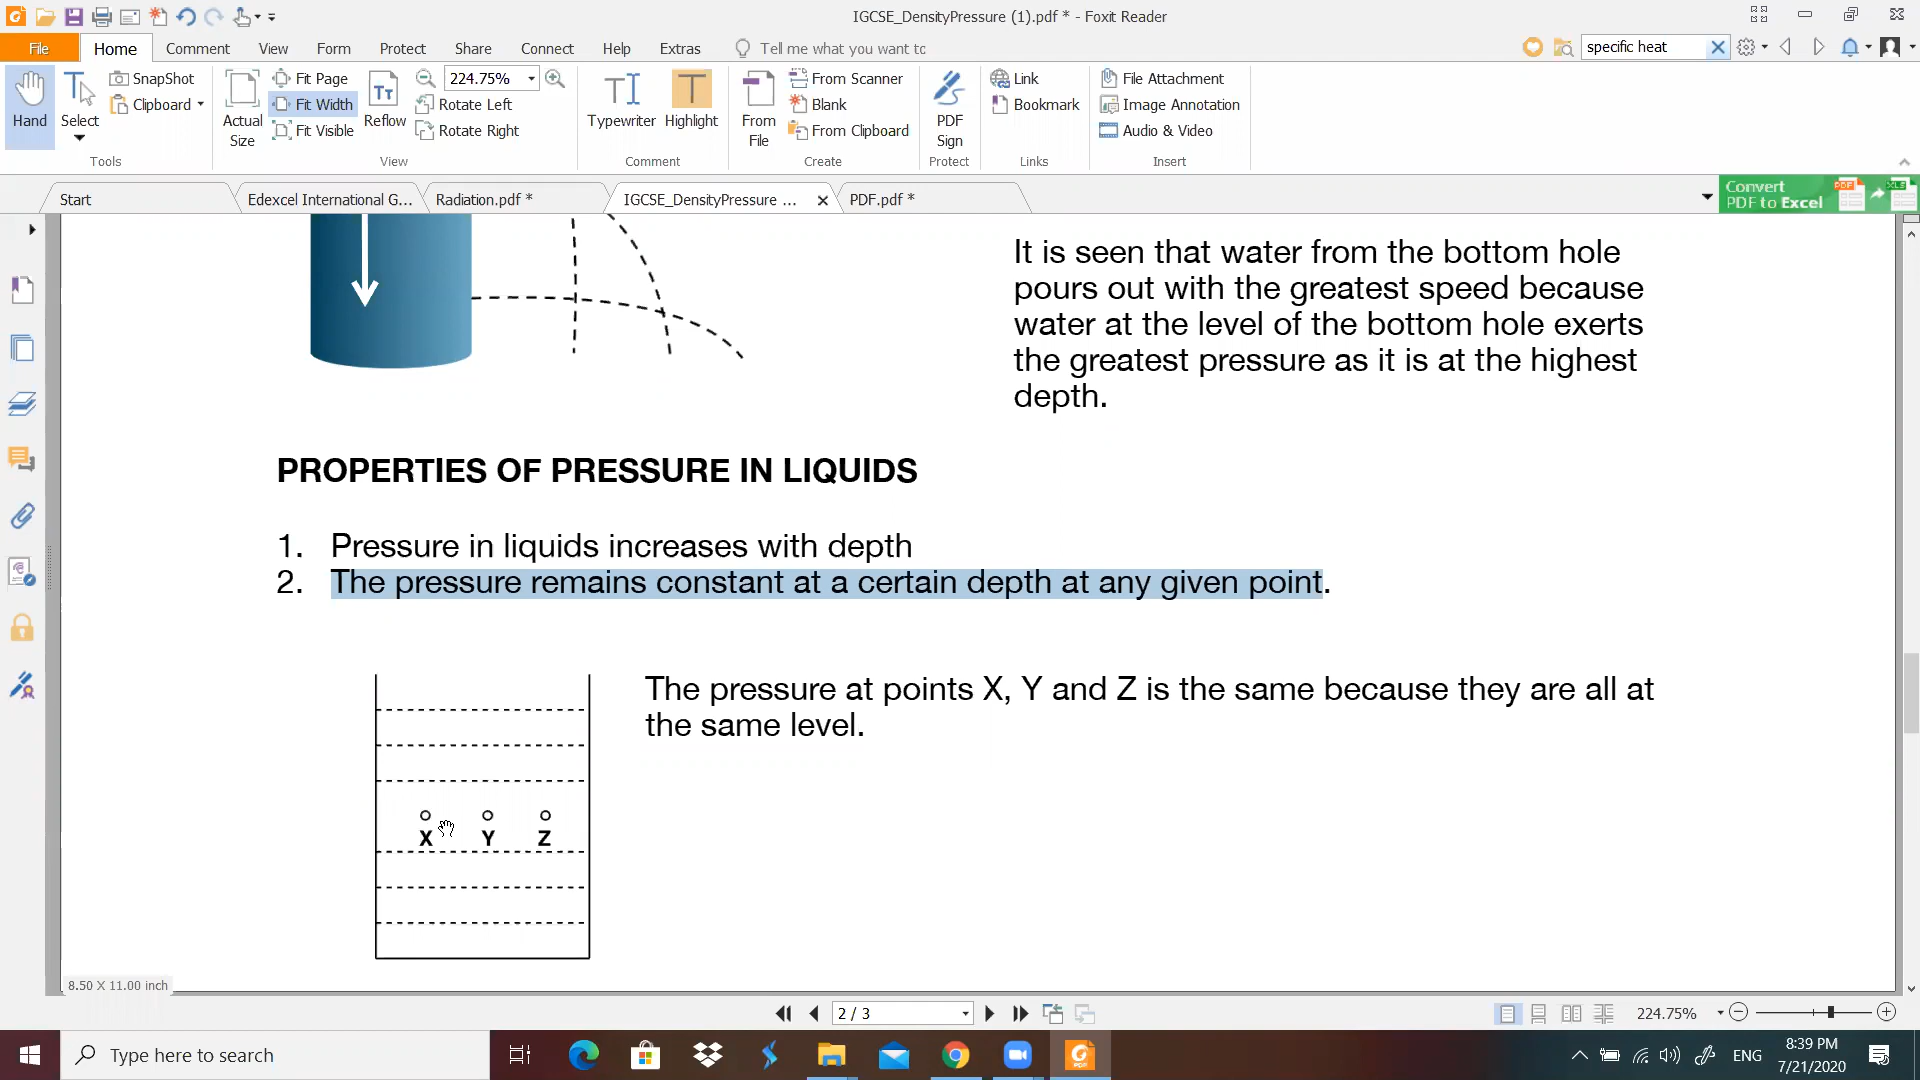 IGCSE_DensityPressure (1).pdf * - Foxit Reader
File Home Comment View Form Protect Share Connect Help Extras Tell me what you want to specific heat
Hand
Select
SnapShot
Clipboard
Tools
Actual Size
Fit Page
Fit Width
Fit Visible
Reflow
224.75%
Rotate Left
Rotate Right
View
Typewriter
Highlight
Comment
From File
From Scanner
Blank
From Clipboard
Create
PDF Sign
Protect
Link
Bookmark
Links
File Attachment
Image Annotation
Audio & Video
Insert
Start Edexcel International G... Radiation.pdf * IGCSE_DensityPressure ... PDF.pdf *
Convert
PDF to Excel
It is seen that water from the bottom hole
pours out with the greatest speed because
water at the level of the bottom hole exerts
the greatest pressure as it is at the highest
depth.
PROPERTIES OF PRESSURE IN LIQUIDS
1. Pressure in liquids increases with depth
2. The pressure remains constant at a certain depth at any given point.
The pressure at points X, Y and Z is the same because they are all at
the same level.
X Y Z
8.50 X 11.00 inch
2 / 3
224.75%
Type here to search
ENG
8:39 PM
7/21/2020